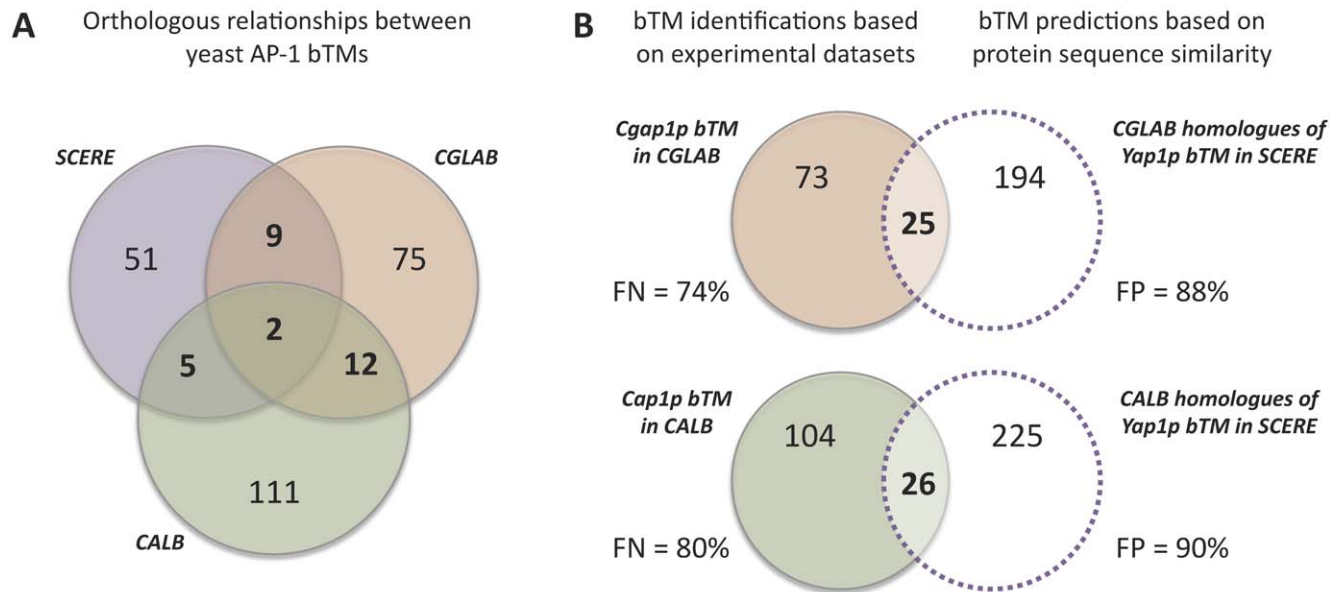 A
Orthologous relationships between
yeast AP-1 bTMs
SCERE
CGLAB
51
9
75
2
5
12
111
CALB
B
bTM identifications based
on experimental datasets
bTM predictions based on
protein sequence similarity
Cgap1p bTM
in CGLAB
73
25
194
CGLAB homologues of
Yap1p bTM in SCERE
FN = 74%
FP = 88%
Cap1p bTM
in CALB
104
26
225
CALB homologues of
Yap1p bTM in SCERE
FN = 80%
FP = 90%